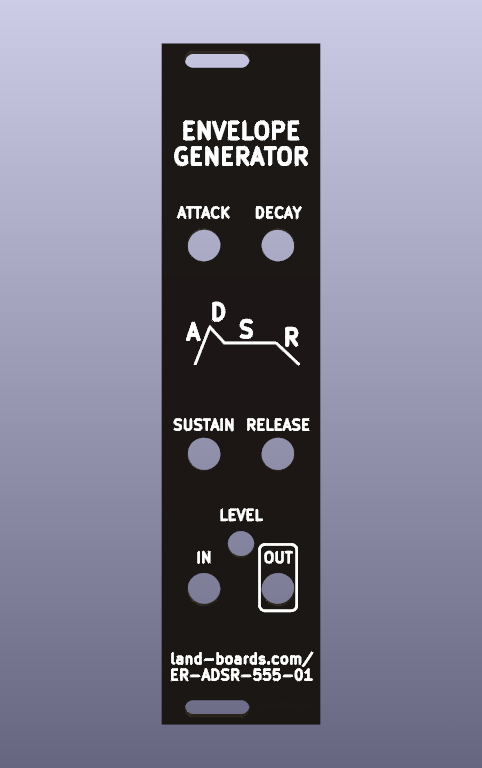 ENVELOPE
GENERATOR
ATTACK DECAY
A D S R
SUSTAIN RELEASE
LEVEL
IN OUT
land-boards.com/
ER-ADSR-555-01